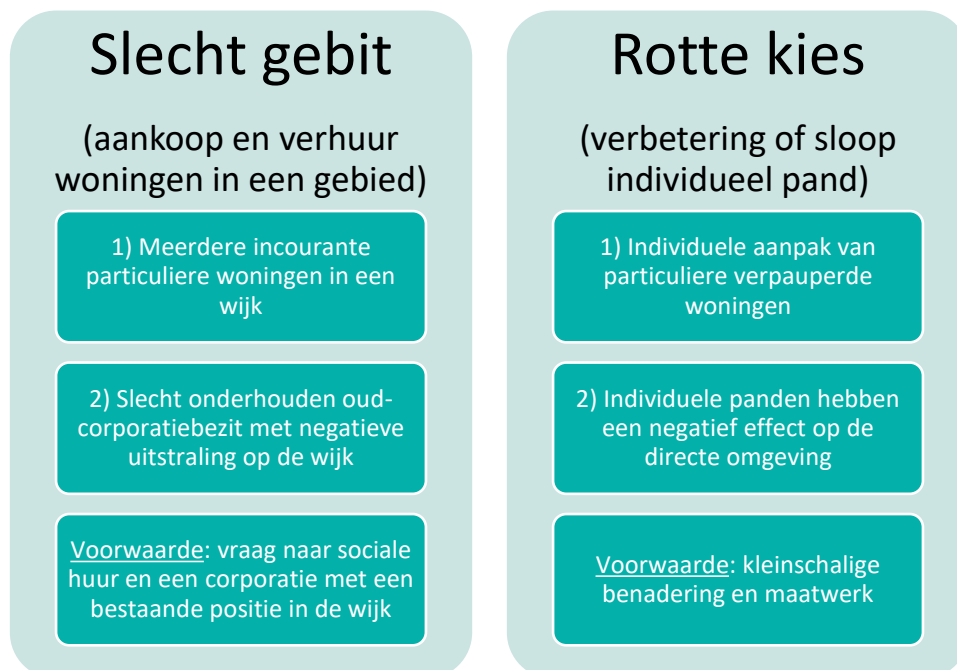 Slecht gebit
(aankoop en verhuur
woningen in een gebied)
1) Meerdere incourante
particuliere woningen in een
wijk
2) Slecht onderhouden oud-
corporatiebezit met negatieve
uitstraling op de wijk
Voorwaarde: vraag naar sociale
huur en een corporatie met een
bestaande positie in de wijk
Rotte kies
(verbetering of sloop
individueel pand)
1) Individuele aanpak van
particuliere verpauperde
woningen
2) Individuele panden hebben
een negatief effect op de
directe omgeving
Voorwaarde: kleinschalige
benadering en maatwerk